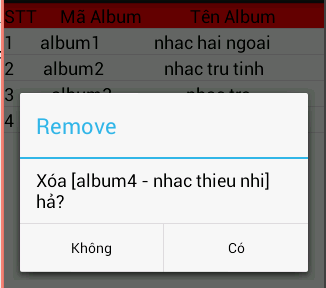 STT Mã Album Tên Album
1 album1 nhac hai ngoai
2 album2 nhac tru tinh
3
4
Remove
Xóa [album4 - nhac thieu nhi]
hả?
Không Có